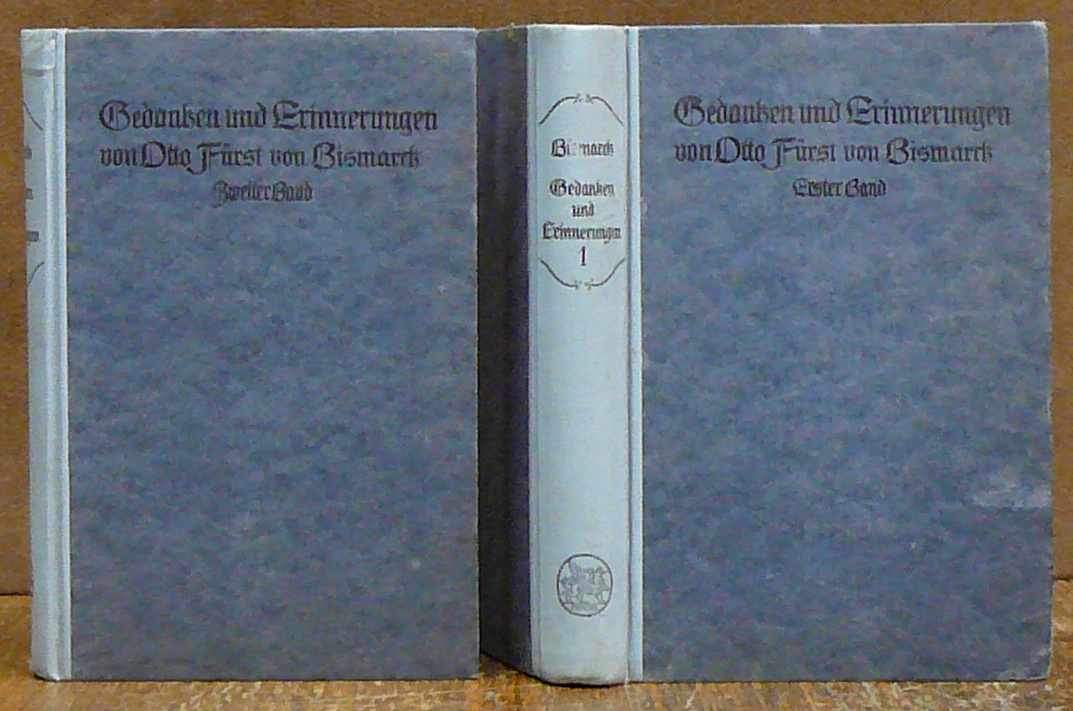 Gedanken und Erinnerungen
von Otto Fürst von Bismarck
Zweiter Band
Bismarck
Gedanken
und
Erinnerungen
1
Gedanken und Erinnerungen
von Otto Fürst von Bismarck
Erster Band